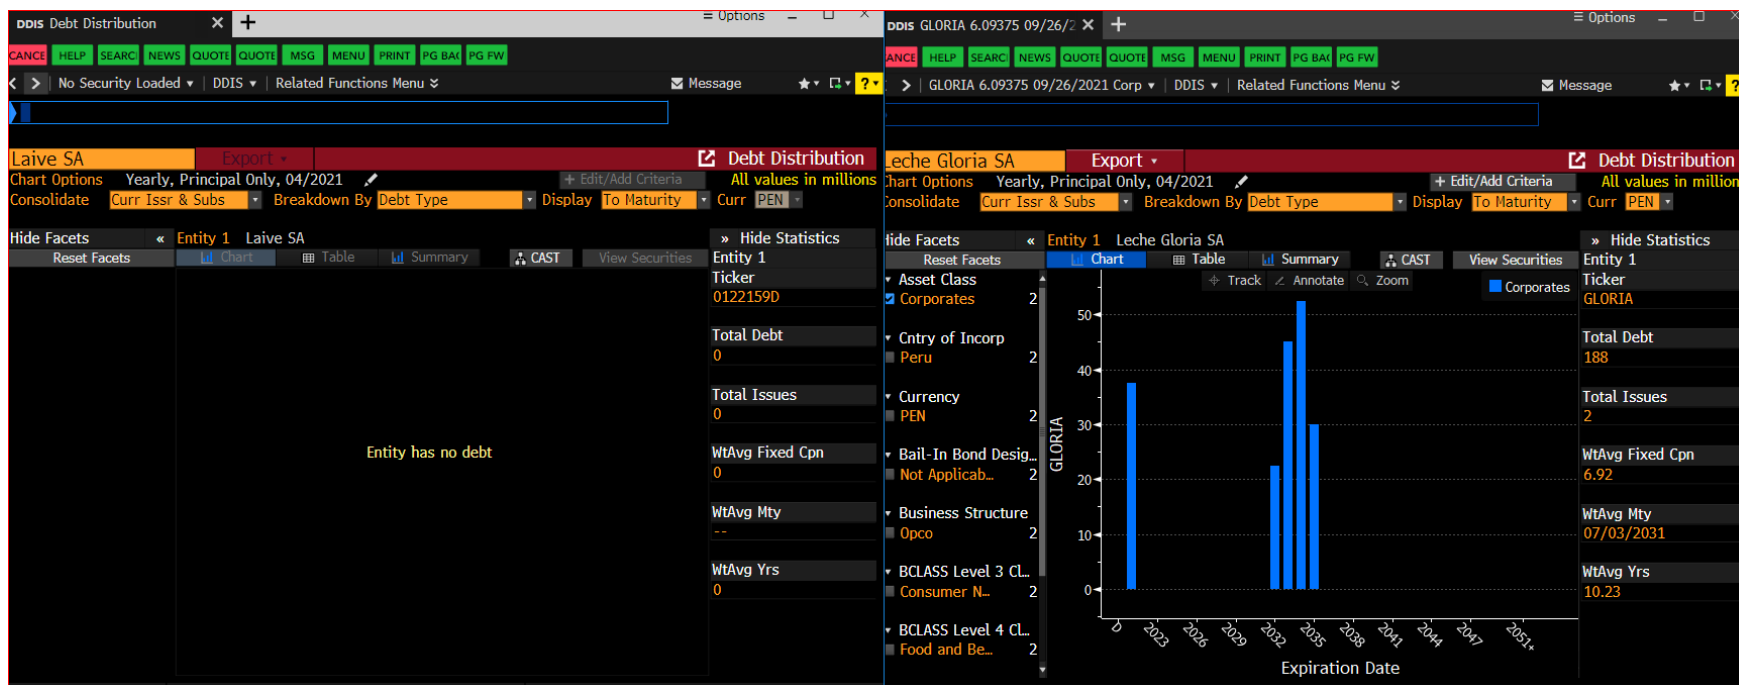 DDIS Debt Distribution × +
Options
CANCE HELP SEARC NEWS QUOTE QUOTE MSG MENU PRINT PG BAC PG FW
< > No Security Loaded DDIS Related Functions Menu Message ?
Laive SA Export Debt Distribution
Chart Options Yearly, Principal Only, 04/2021 + Edit/Add Criteria All values in millions
Consolidate Curr Issr & Subs Breakdown By Debt Type Display To Maturity Curr PEN
Hide Facets « Entity 1 Laive SA » Hide Statistics
Reset Facets Chart Table Summary CAST View Securities Entity 1
Ticker
0122159D
Total Debt
0
Total Issues
0
Entity has no debt
WtAvg Fixed Cpn
0
WtAvg Mty
--
WtAvg Yrs
0
DDIS GLORIA 6.09375 09/26/2 × +
Options
ANCE HELP SEARC NEWS QUOTE QUOTE MSG MENU PRINT PG BAC PG FW
> GLORIA 6.09375 09/26/2021 Corp DDIS Related Functions Menu Message ?
Leche Gloria SA Export Debt Distribution
Chart Options Yearly, Principal Only, 04/2021 + Edit/Add Criteria All values in million
Consolidate Curr Issr & Subs Breakdown By Debt Type Display To Maturity Curr PEN
Hide Facets « Entity 1 Leche Gloria SA » Hide Statistics
Reset Facets Chart Table Summary CAST View Securities Entity 1
Asset Class
Corporates 2
Cntry of Incorp
Peru 2
Currency
PEN 2
Bail-In Bond Desig...
Not Applicab... 2
Business Structure
Opco 2
BCLASS Level 3 Cl...
Consumer N... 2
BCLASS Level 4 Cl...
Food and Be... 2
Track Annotate Zoom
Corporates
GLORIA
50
40
30
20
10
0
D 2023 2026 2029 2032 2035 2038 2041 2044 2047 2051+
Expiration Date
Ticker
GLORIA
Total Debt
188
Total Issues
2
WtAvg Fixed Cpn
6.92
WtAvg Mty
07/03/2031
WtAvg Yrs
10.23